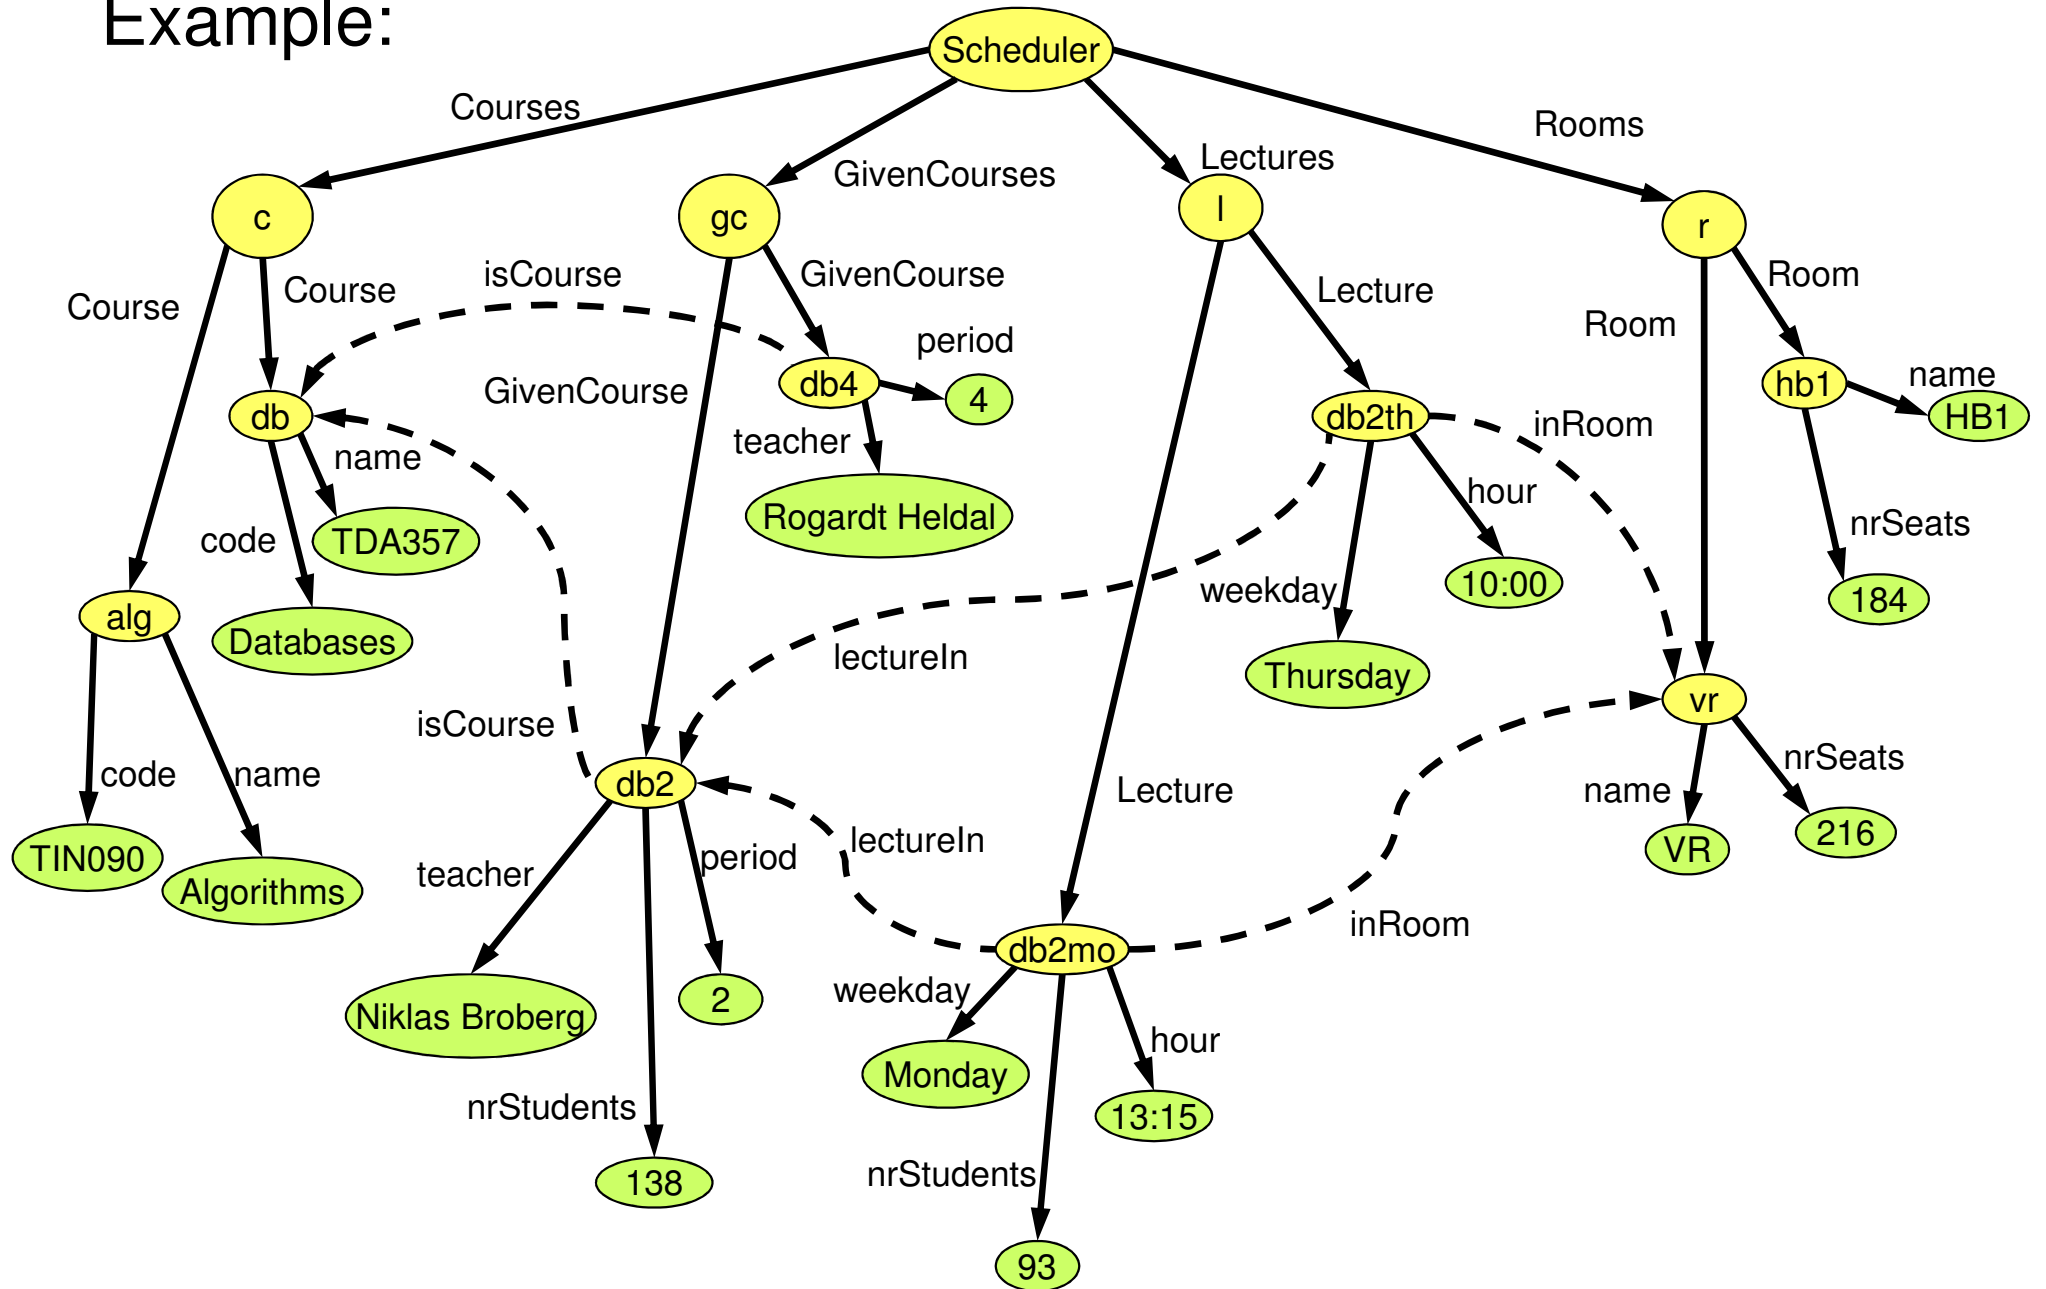 Example:
Scheduler
Courses
Rooms
Lectures
GivenCourses
c
gc
l
r
isCourse
GivenCourse
Room
Course
Course
Lecture
Room
period
name
db4
4
hb1
HB1
GivenCourse
db
db2th
inRoom
teacher
name
hour
nrSeats
Rogardt Heldal
code
TDA357
weekday
10:00
184
alg
Databases
lectureIn
Thursday
vr
isCourse
code
name
db2
Lecture
name
nrSeats
lectureIn
VR
216
TIN090
Algorithms
teacher
period
inRoom
db2mo
weekday
Niklas Broberg
2
hour
Monday
13:15
nrStudents
138
nrStudents
93